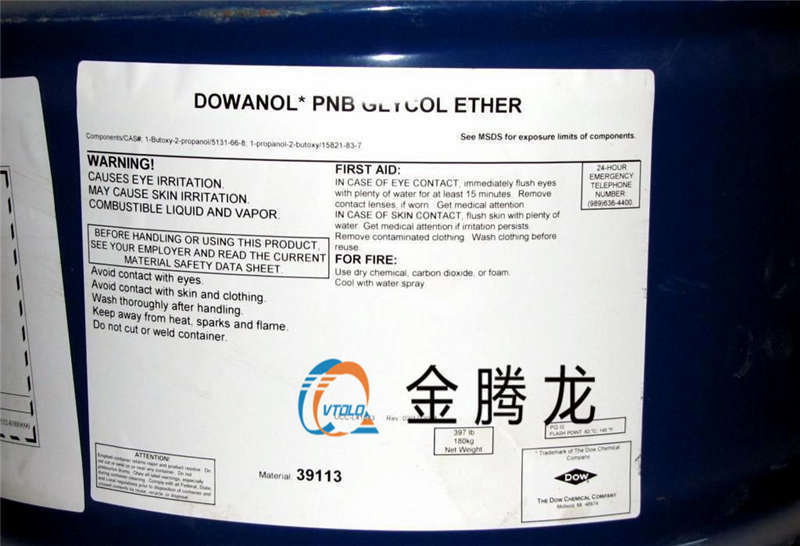 DOWANOL* PNB GLYCOL ETHER
Components/CAS#; 1-Butoxy-2-propanol/5131-66-8; 1-propanol-2-butoxy/15821-83-7
See MSDS for exposure limits of components.
WARNING!
CAUSES EYE IRRITATION.
MAY CAUSE SKIN IRRITATION.
COMBUSTIBLE LIQUID AND VAPOR.
BEFORE HANDLING OR USING THIS PRODUCT,
SEE YOUR EMPLOYER AND READ THE CURRENT
MATERIAL SAFETY DATA SHEET.
Avoid contact with eyes.
Avoid contact with skin and clothing.
Wash thoroughly after handling.
Keep away from heat, sparks and flame.
Do not cut or weld container.
FIRST AID:
IN CASE OF EYE CONTACT, immediately flush eyes
with plenty of water for at least 15 minutes. Remove
contact lenses, if worn. Get medical attention
IN CASE OF SKIN CONTACT, flush skin with plenty of
water. Get medical attention if irritation persists
Remove contaminated clothing. Wash clothing before
reuse.
FOR FIRE:
Use dry chemical, carbon dioxide, or foam.
Cool with water spray
24-HOUR
EMERGENCY
TELEPHONE
NUMBER:
(989)636-4400.
VTOLO
金腾龙
397 lb
180kg
Net Weight
FLASH POINT
ATTENTION!
Material: 39113
* Trademark of The Dow Chemical
Company
DOW
THE DOW CHEMICAL COMPANY
Midland, MI 48674